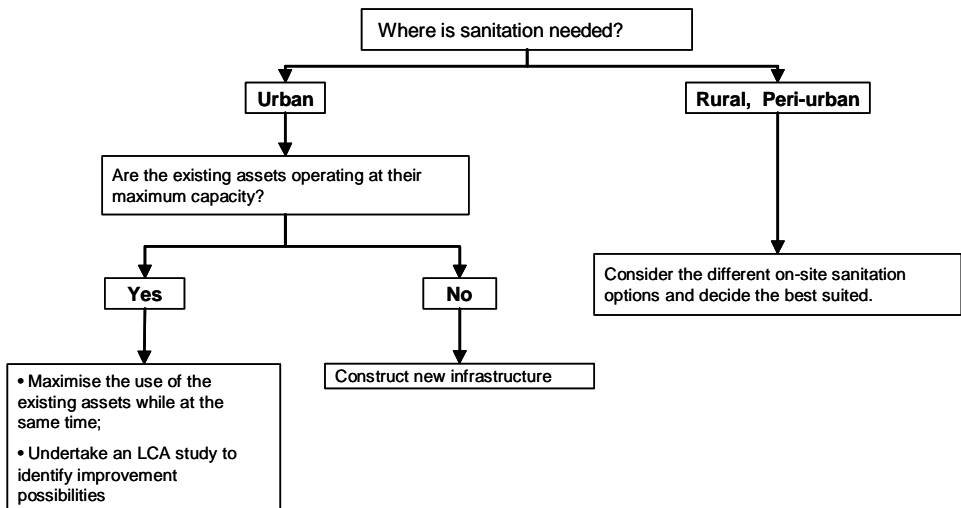 Where is sanitation needed?
Urban
Rural, Peri-urban
Are the existing assets operating at their
maximum capacity?
Consider the different on-site sanitation
options and decide the best suited.
Yes
No
• Maximise the use of the
existing assets while at the
same time;
• Undertake an LCA study to
identify improvement
possibilities
Construct new infrastructure